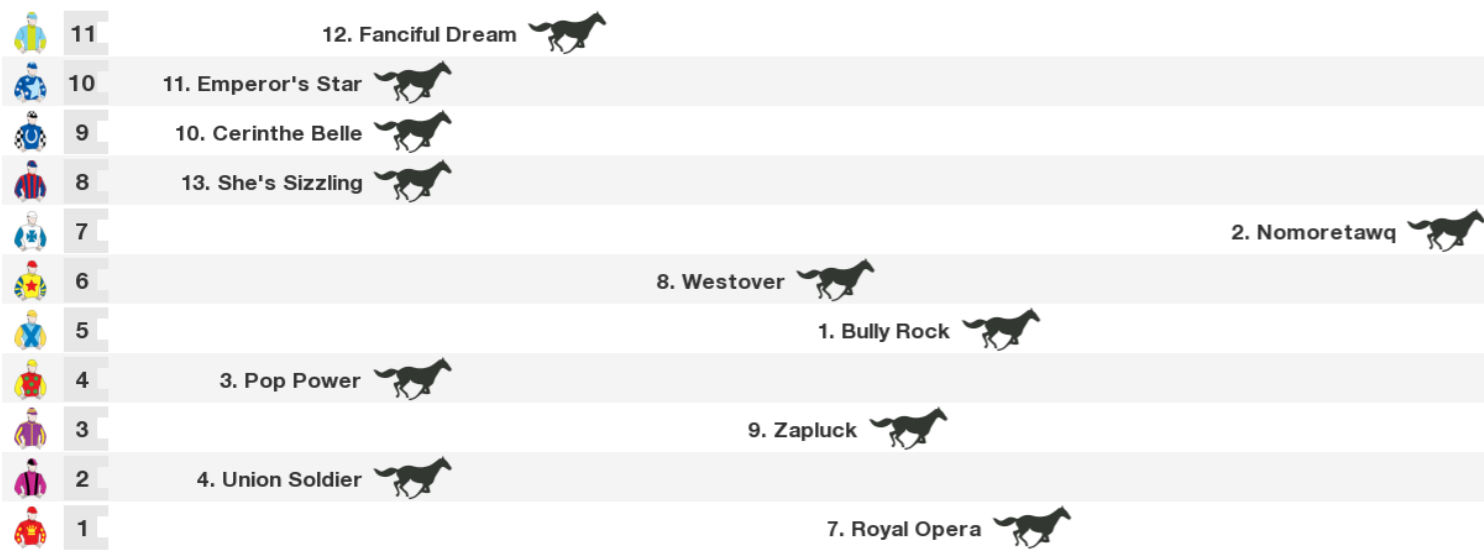 11 12. Fanciful Dream
10 11. Emperor's Star
9 10. Cerinthe Belle
8 13. She's Sizzling
7 2. Nomoretawq
6 8. Westover
5 1. Bully Rock
4 3. Pop Power
3 9. Zapluck
2 4. Union Soldier
1 7. Royal Opera